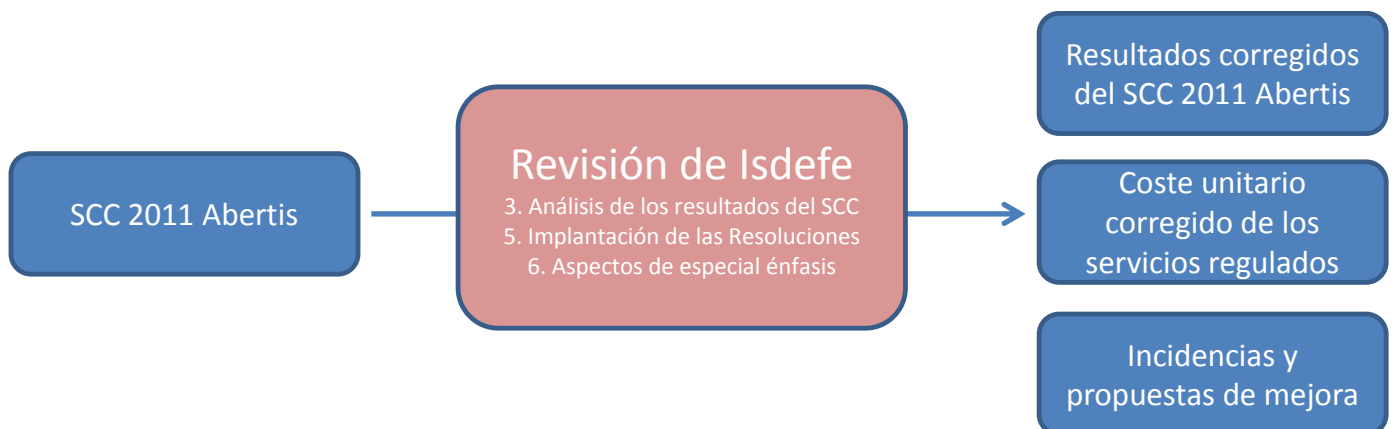 SCC 2011 Abertis
Revisión de Isdefe
3. Análisis de los resultados del SCC
5. Implantación de las Resoluciones
6. Aspectos de especial énfasis
Resultados corregidos
del SCC 2011 Abertis
Coste unitario
corregido de los
servicios regulados
Incidencias y
propuestas de mejora